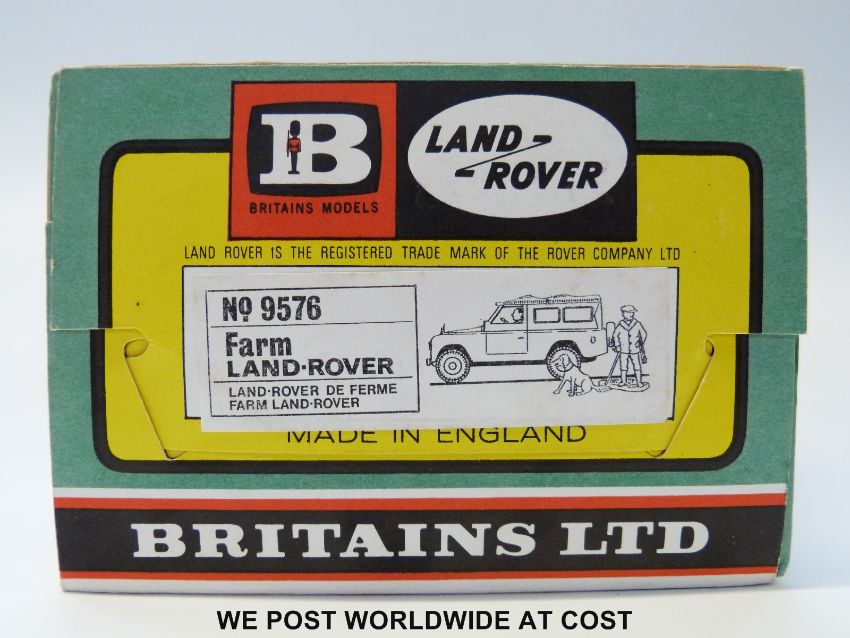 B
BRITAINS MODELS
LAND-
ROVER
LAND ROVER IS THE REGISTERED TRADE MARK OF THE ROVER COMPANY LTD
No 9576
Farm
LAND·ROVER
LAND·ROVER DE FERME
FARM LAND·ROVER
MADE IN ENGLAND
BRITAINS LTD
WE POST WORLDWIDE AT COST